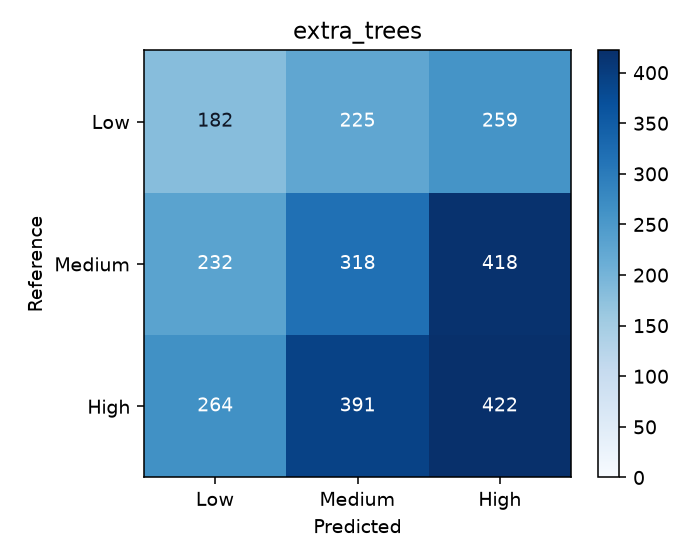 extra_trees
Low 182 225 259
Medium 232 318 418
High 264 391 422
Low Medium High
Predicted
Reference
400
350
300
250
200
150
100
50
0